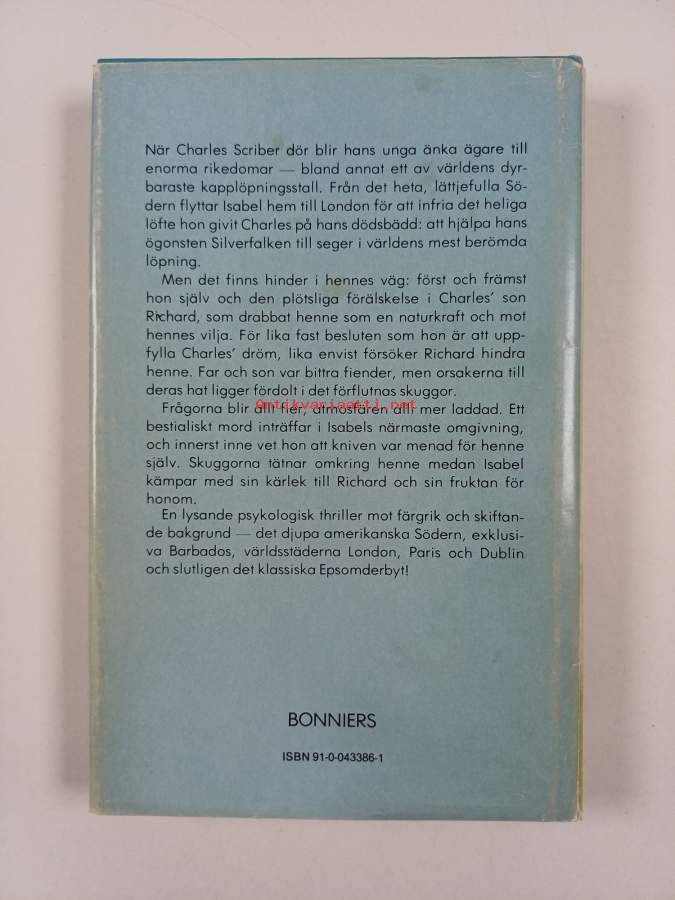 När Charles Scriber dör blir hans unga änka ägare till
enorma rikedomar — bland annat ett av världens dyr-
baraste kapplöpningsstall. Från det heta, lättjefulla Sö-
dern flyttar Isabel hem till London för att infria det heliga
löfte hon givit Charles på hans dödsbädd: att hjälpa hans
ögonsten Silverfalken till seger i världens mest berömda
löpning.
Men det finns hinder i hennes väg: först och främst
hon själv och den plötsliga förälskelse i Charles' son
Richard, som drabbat henne som en naturkraft och mot
hennes vilja. För lika fast besluten som hon är att upp-
fylla Charles' dröm, lika envist försöker Richard hindra
henne. Far och son var bittra fiender, men orsakerna till
deras hat ligger fördolt i det förflutnas skuggor.
Antikvariaatti.net
Frågorna blir allt fler, atmosfären allt mer laddad. Ett
bestialiskt mord inträffar i Isabels närmaste omgivning,
och innerst inne vet hon att kniven var menad för henne
själv. Skuggorna tätnar omkring henne medan Isabel
kämpar med sin kärlek till Richard och sin fruktan för
honom.
En lysande psykologisk thriller mot färgrik och skiftan-
de bakgrund — det djupa amerikanska Södern, exklusi-
va Barbados, världsstäderna London, Paris och Dublin
och slutligen det klassiska Epsomderbyt!
BONNIERS
ISBN 91-0-043386-1